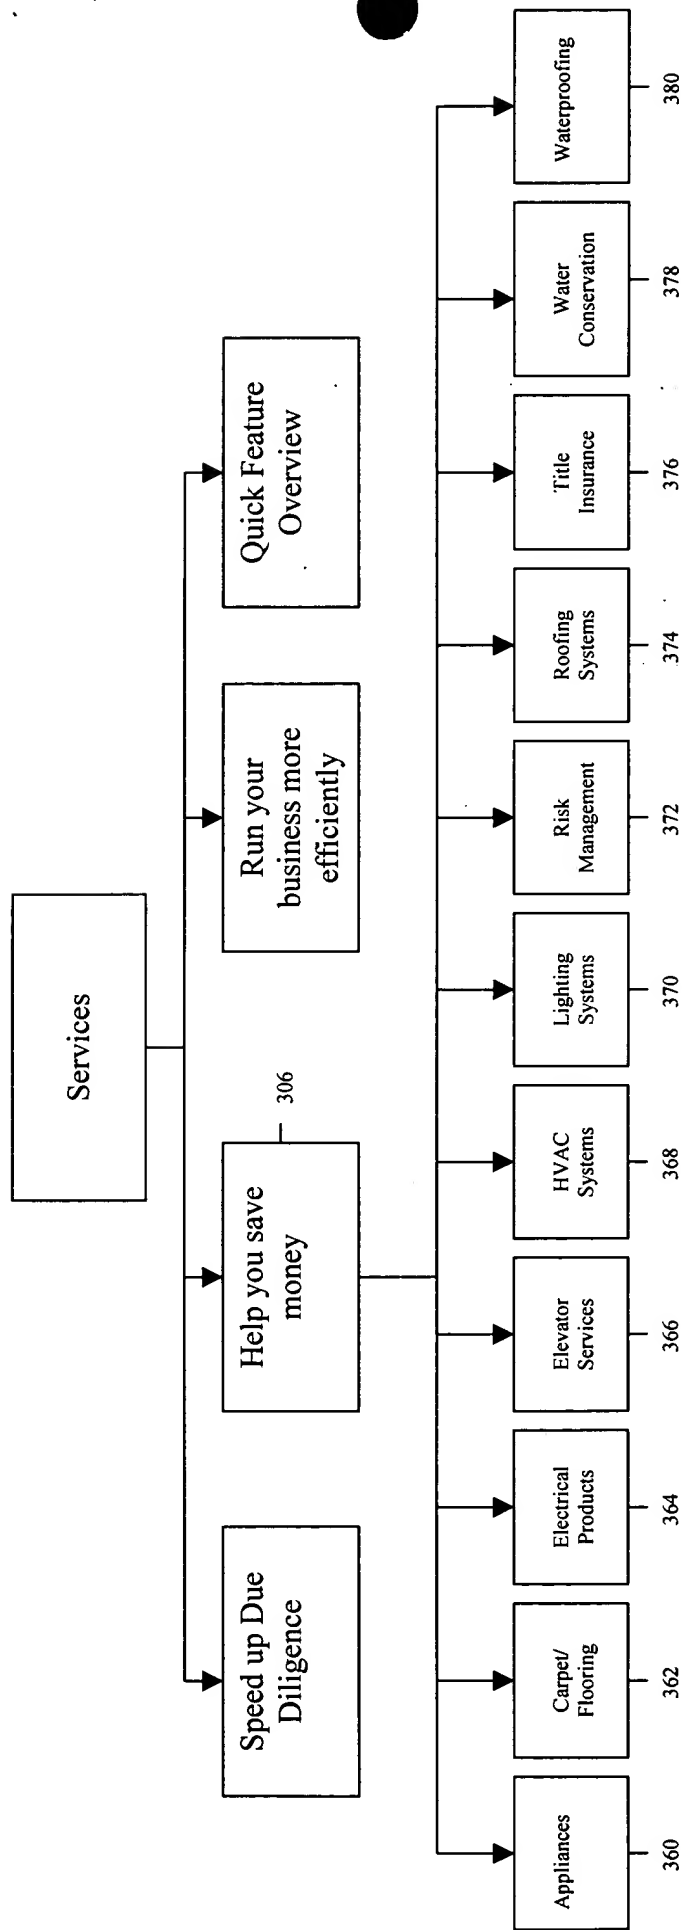 Services
Speed up Due
Diligence
Help you save
money
306
Run your
business more
efficiently
Quick Feature
Overview
Appliances
360
Carpet/
Flooring
362
Electrical
Products
364
Elevator
Services
366
HVAC
Systems
368
Lighting
Systems
370
Risk
Management
372
Roofing
Systems
374
Title
Insurance
376
Water
Conservation
378
Waterproofing
380